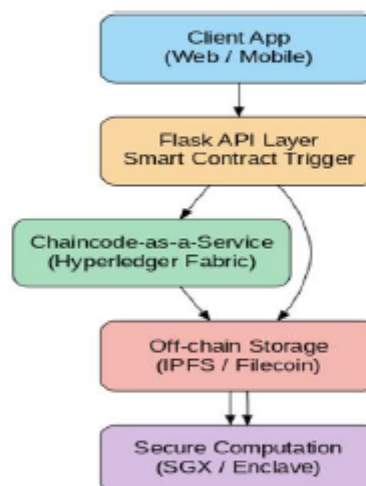 Client App
(Web / Mobile)
Flask API Layer
Smart Contract Trigger
Chaincode-as-a-Service
(Hyperledger Fabric)
Off-chain Storage
(IPFS / Filecoin)
Secure Computation
(SGX / Enclave)